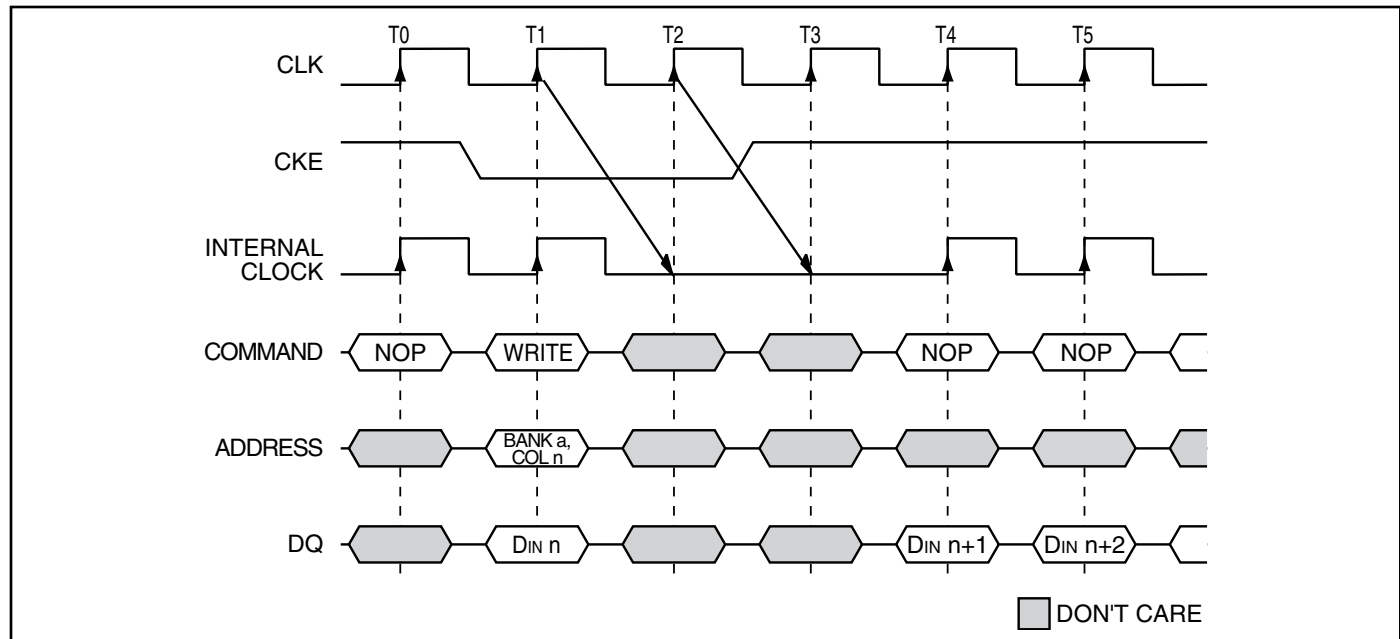 T0 T1 T2 T3 T4 T5
CLK
CKE
INTERNAL
CLOCK
COMMAND NOP WRITE NOP NOP
ADDRESS BANK a,
COL n
DQ DIN n DIN n+1 DIN n+2
DON'T CARE